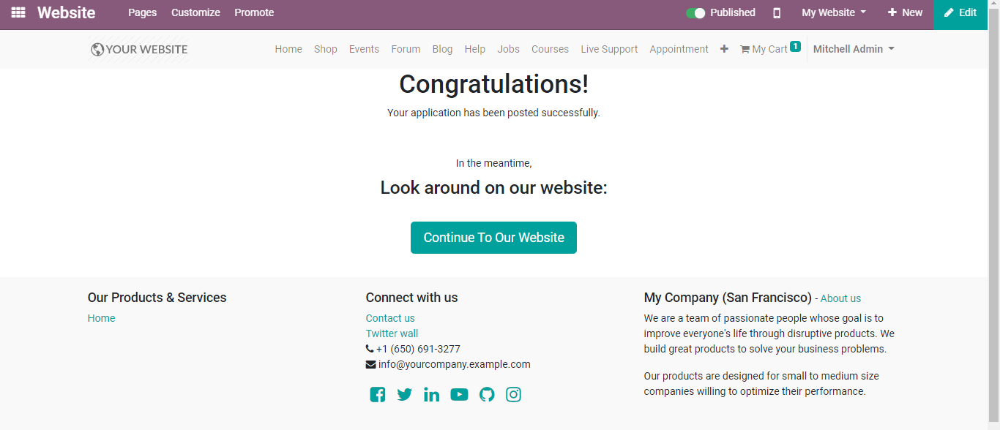 Website Pages Customize Promote Published My Website New Edit
YOUR WEBSITE Home Shop Events Forum Blog Help Jobs Courses Live Support Appointment My Cart 1 Mitchell Admin
Congratulations!
Your application has been posted successfully.
In the meantime,
Look around on our website:
Continue To Our Website
Our Products & Services
Home
Connect with us
Contact us
Twitter wall
+1 (650) 691-3277
info@yourcompany.example.com
My Company (San Francisco) - About us
We are a team of passionate people whose goal is to
improve everyone's life through disruptive products. We
build great products to solve your business problems.
Our products are designed for small to medium size
companies willing to optimize their performance.